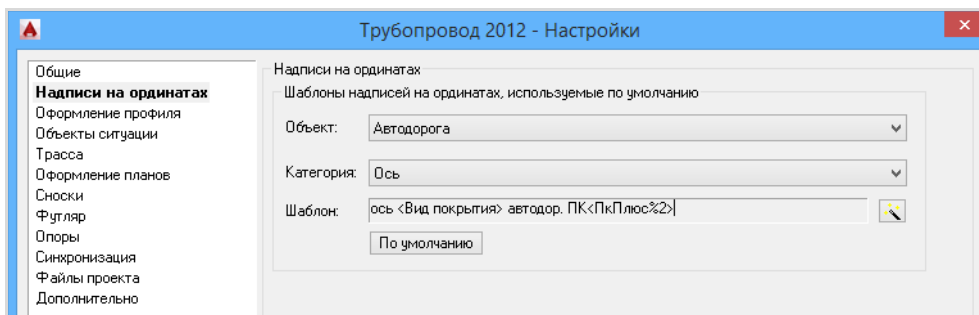 Трубопровод 2012 - Настройки
Общие
Надписи на ординатах
Оформление профиля
Объекты ситуации
Трасса
Оформление планов
Сноски
Футляр
Опоры
Синхронизация
Файлы проекта
Дополнительно
Надписи на ординатах
Шаблоны надписей на ординатах, используемые по умолчанию
Объект: Автодорога
Категория: Ось
Шаблон: ось <Вид покрытия> автодор. ПК<ПкПлюс%2>
По умолчанию